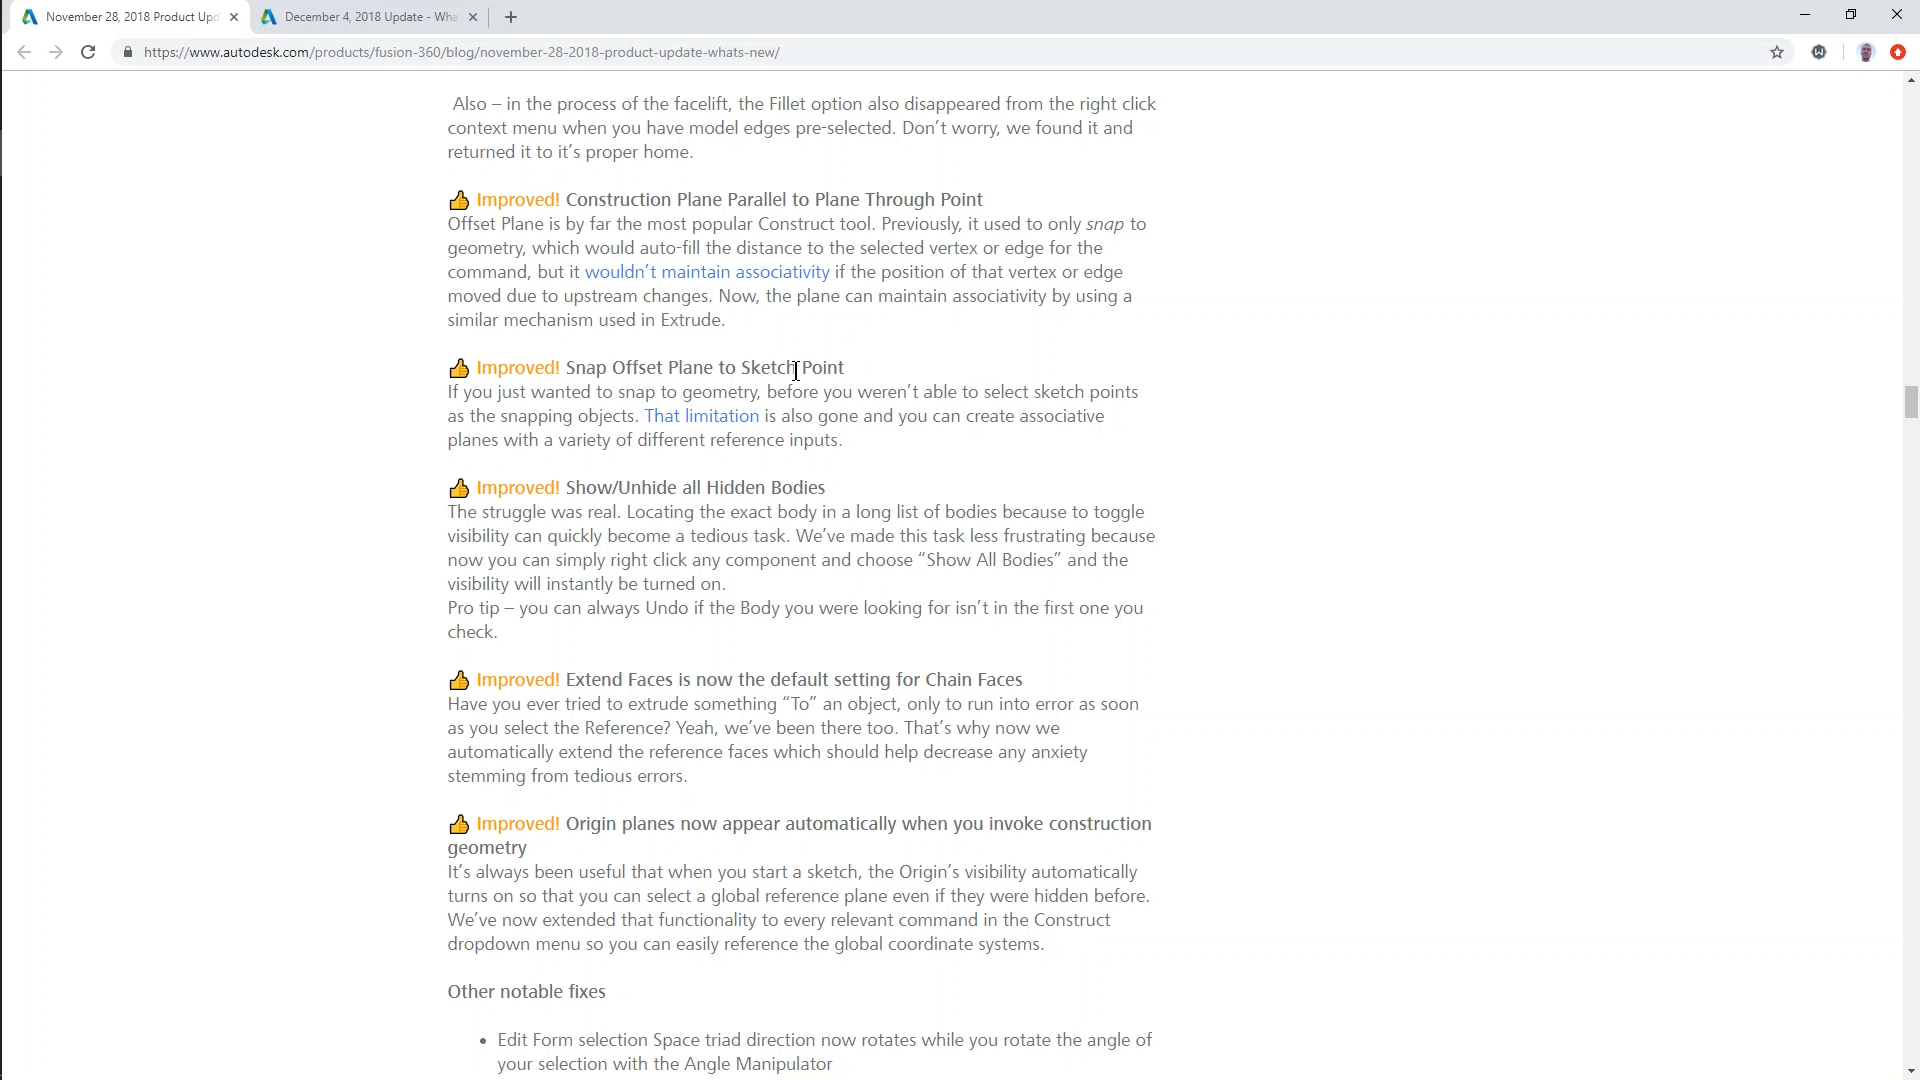 November 28, 2018 Product Upd
December 4, 2018 Update - Wha
https://www.autodesk.com/products/fusion-360/blog/november-28-2018-product-update-whats-new/
Also – in the process of the facelift, the Fillet option also disappeared from the right click
context menu when you have model edges pre-selected. Don’t worry, we found it and
returned it to it’s proper home.
Improved! Construction Plane Parallel to Plane Through Point
Offset Plane is by far the most popular Construct tool. Previously, it used to only snap to
geometry, which would auto-fill the distance to the selected vertex or edge for the
command, but it wouldn’t maintain associativity if the position of that vertex or edge
moved due to upstream changes. Now, the plane can maintain associativity by using a
similar mechanism used in Extrude.
Improved! Snap Offset Plane to Sketch Point
If you just wanted to snap to geometry, before you weren’t able to select sketch points
as the snapping objects. That limitation is also gone and you can create associative
planes with a variety of different reference inputs.
Improved! Show/Unhide all Hidden Bodies
The struggle was real. Locating the exact body in a long list of bodies because to toggle
visibility can quickly become a tedious task. We’ve made this task less frustrating because
now you can simply right click any component and choose “Show All Bodies” and the
visibility will instantly be turned on.
Pro tip – you can always Undo if the Body you were looking for isn’t in the first one you
check.
Improved! Extend Faces is now the default setting for Chain Faces
Have you ever tried to extrude something “To” an object, only to run into error as soon
as you select the Reference? Yeah, we’ve been there too. That’s why now we
automatically extend the reference faces which should help decrease any anxiety
stemming from tedious errors.
Improved! Origin planes now appear automatically when you invoke construction
geometry
It’s always been useful that when you start a sketch, the Origin’s visibility automatically
turns on so that you can select a global reference plane even if they were hidden before.
We’ve now extended that functionality to every relevant command in the Construct
dropdown menu so you can easily reference the global coordinate systems.
Other notable fixes
• Edit Form selection Space triad direction now rotates while you rotate the angle of
your selection with the Angle Manipulator